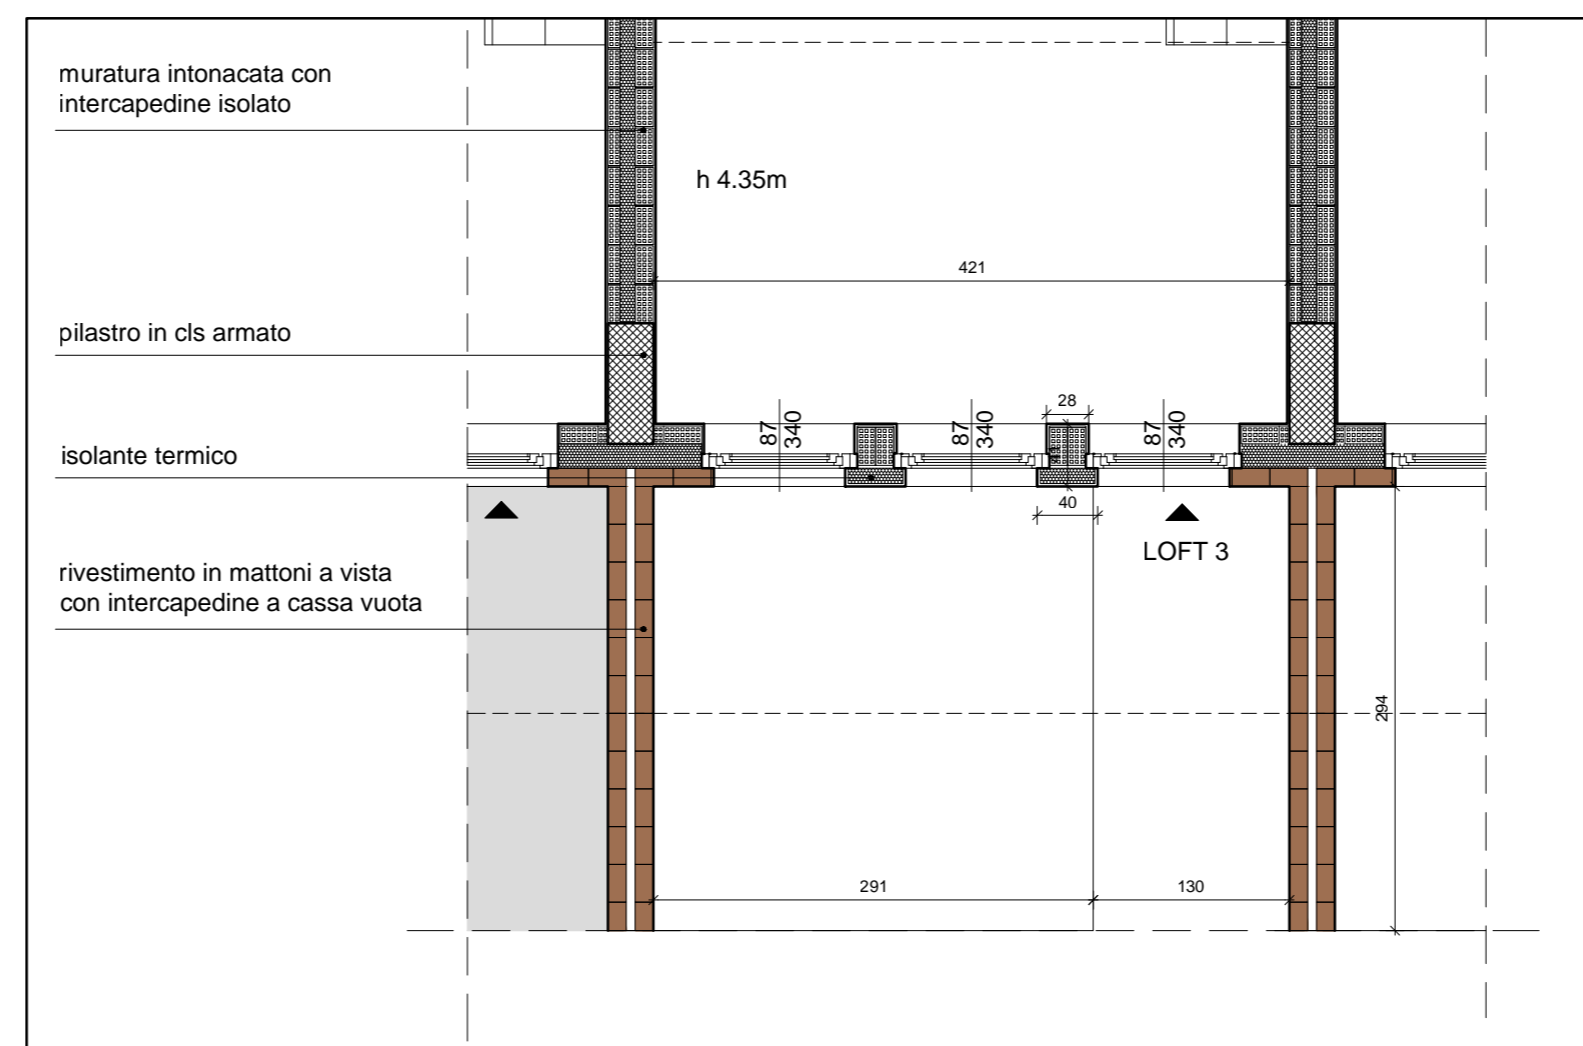 muratura intonacata con
intercapedine isolato
h 4.35m
421
pilastro in cls armato
28
87
340
87
340
87
340
41
isolante termico
40
LOFT 3
rivestimento in mattoni a vista
con intercapedine a cassa vuota
294
291
130